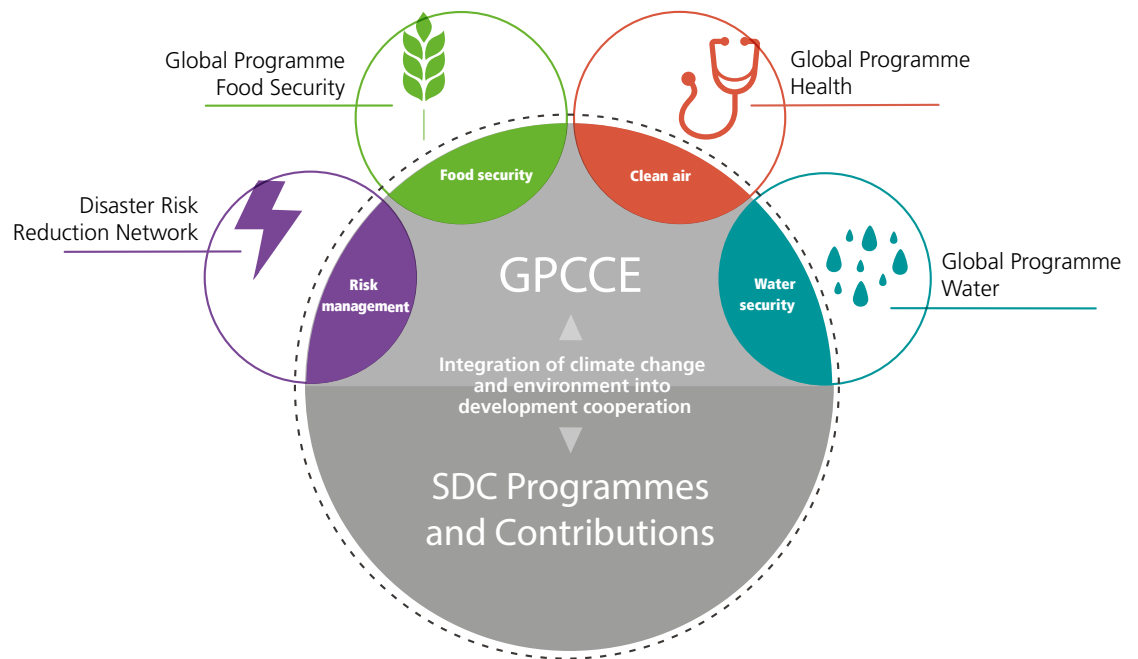 Global Programme
Food Security
Global Programme
Health
Food security
Clean air
Disaster Risk
Reduction Network
Risk
management
GPCCE
Water
security
Global Programme
Water
Integration of climate change
and environment into
development cooperation
SDC Programmes
and Contributions